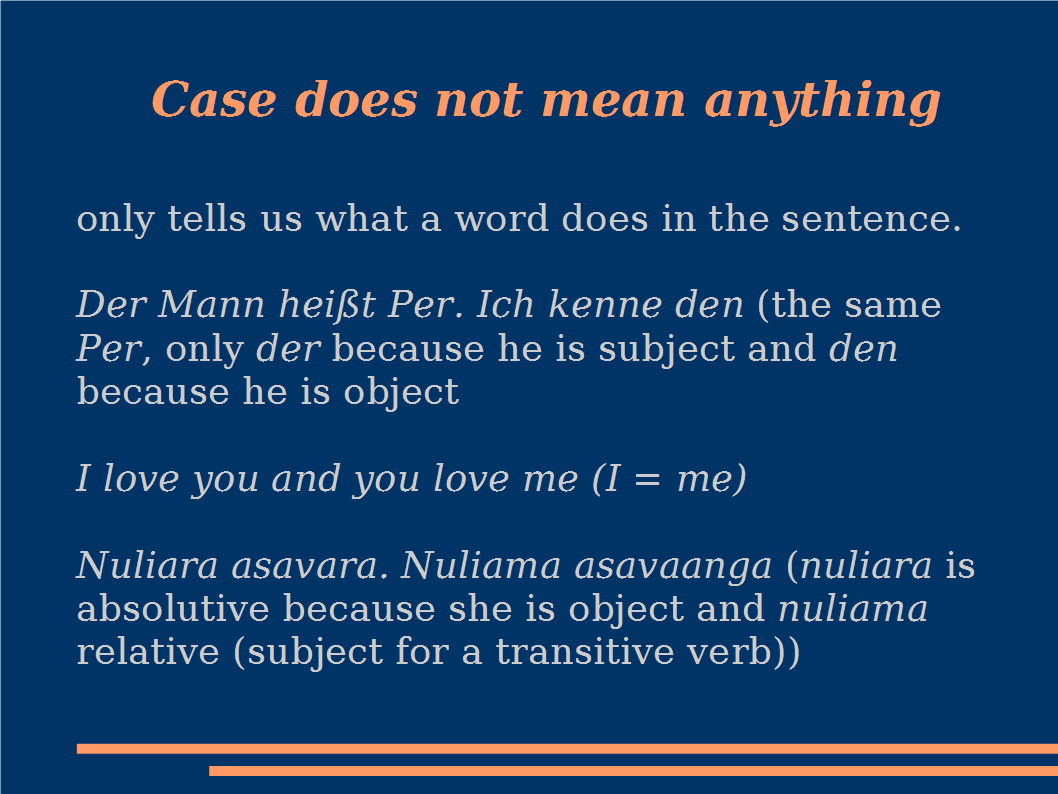 Case does not mean anything
only tells us what a word does in the sentence.
Der Mann heißt Per. Ich kenne den (the same
Per, only der because he is subject and den
because he is object
I love you and you love me (I = me)
Nuliara asavara. Nuliama asavaanga (nuliara is
absolutive because she is object and nuliama
relative (subject for a transitive verb))